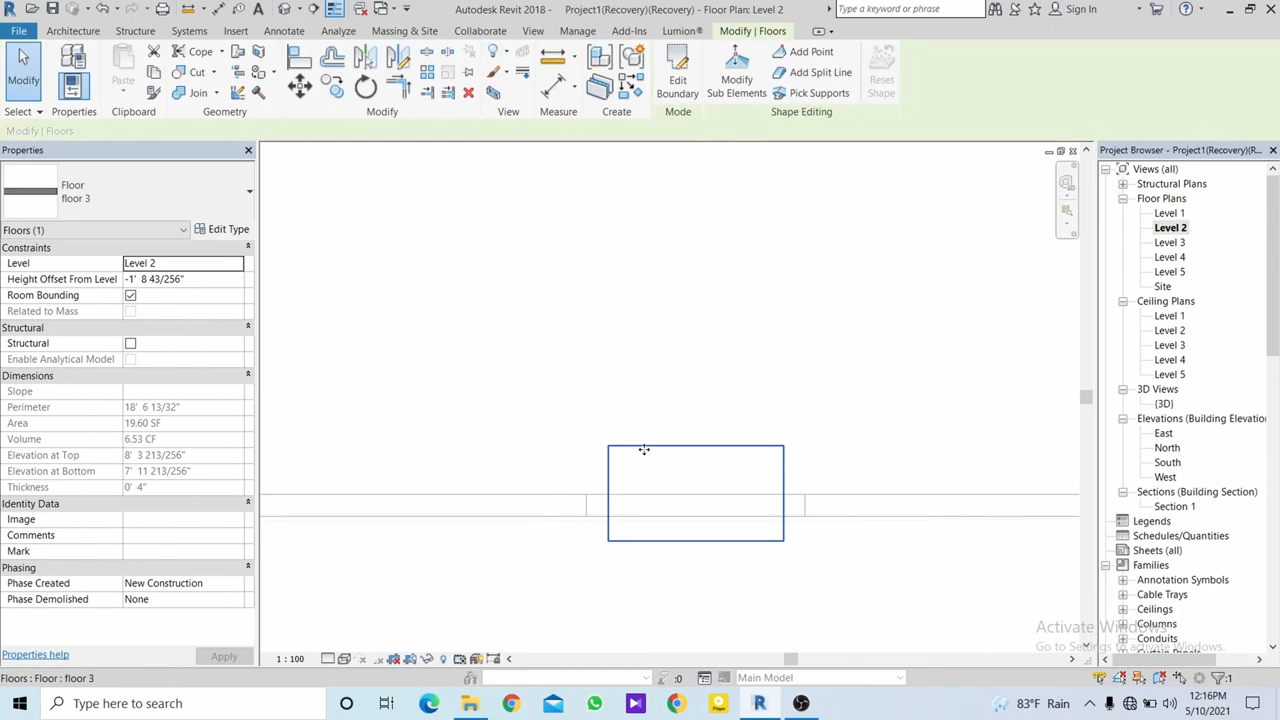 Autodesk Revit 2018 - Project1(Recovery)(Recovery) - Floor Plan: Level 2
Type a keyword or phrase
Sign In
File Architecture Structure Systems Insert Annotate Analyze Massing & Site Collaborate View Manage Add-Ins Lumion® Modify | Floors
Modify
Paste
Cope
Cut
Join
Edit Boundary
Modify Sub Elements
Add Point
Add Split Line
Pick Supports
Reset Shape
Select Properties Clipboard Geometry Modify View Measure Create Mode Shape Editing
Modify | Floors
Properties
Floor
floor 3
Floors (1) Edit Type
Constraints
Level Level 2
Height Offset From Level -1' 8 43/256"
Room Bounding
Related to Mass
Structural
Structural
Enable Analytical Model
Dimensions
Slope
Perimeter 18' 6 13/32"
Area 19.60 SF
Volume 6.53 CF
Elevation at Top 8' 3 213/256"
Elevation at Bottom 7' 11 213/256"
Thickness 0' 4"
Identity Data
Image
Comments
Mark
Phasing
Phase Created New Construction
Phase Demolished None
Properties help Apply
Project Browser - Project1(Recovery)(R...
Views (all)
Structural Plans
Floor Plans
Level 1
Level 2
Level 3
Level 4
Level 5
Site
Ceiling Plans
Level 1
Level 2
Level 3
Level 4
Level 5
3D Views
{3D}
Elevations (Building Elevation
East
North
South
West
Sections (Building Section)
Section 1
Legends
Schedules/Quantities
Sheets (all)
Families
Annotation Symbols
Cable Trays
Ceilings
Columns
Conduits
Curtain Panels
Activate Windows
Go to Settings to activate Windows.
1 : 100
Floors : Floor : floor 3
:0
Main Model
:1
Type here to search
83°F Rain
12:16PM
5/10/2021